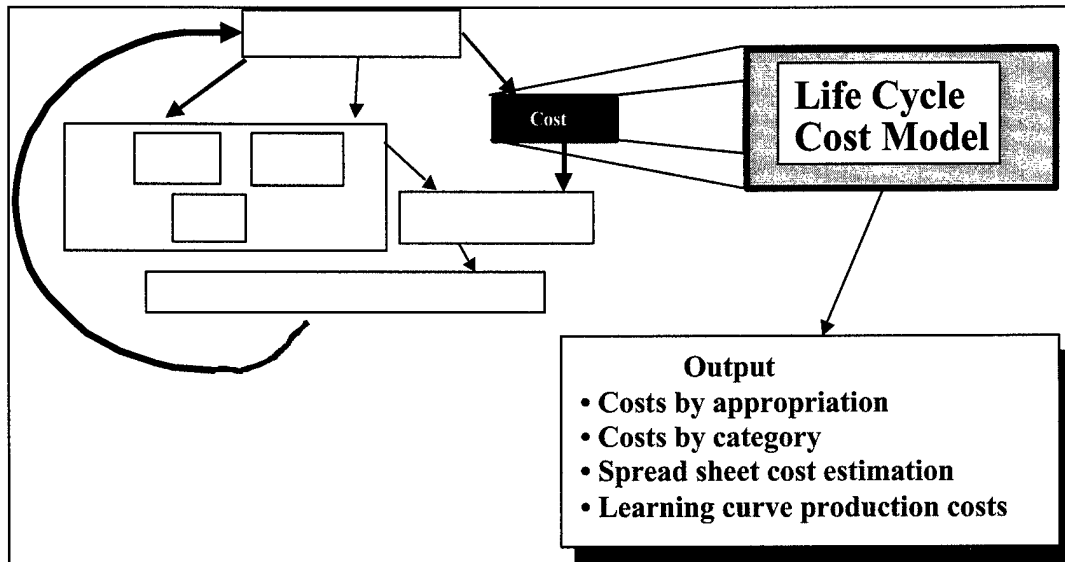 Cost
Life Cycle
Cost Model
Output
• Costs by appropriation
• Costs by category
• Spread sheet cost estimation
• Learning curve production costs